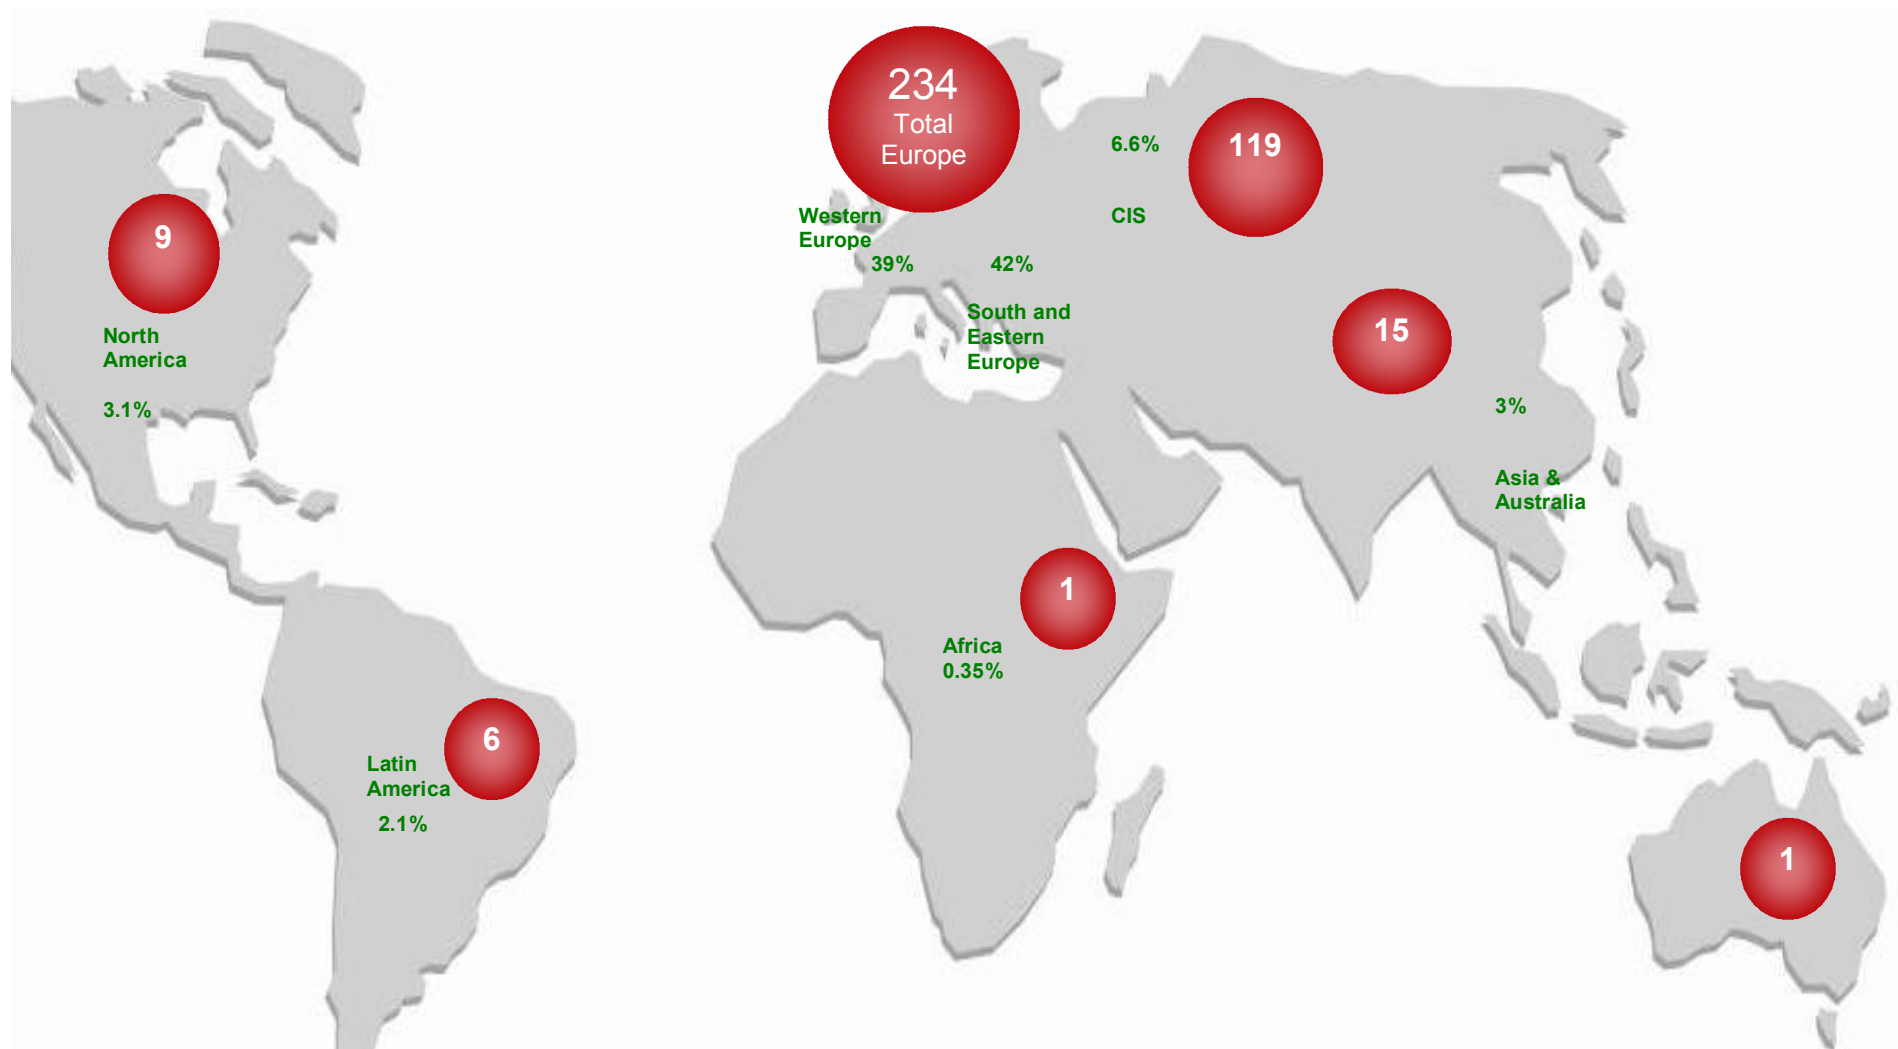 234
Total
Europe
6.6%
119
CIS
Western
Europe
39%
42%
South and
Eastern
Europe
9
North
America
3.1%
15
3%
Asia &
Australia
1
Africa
0.35%
6
Latin
America
2.1%
1